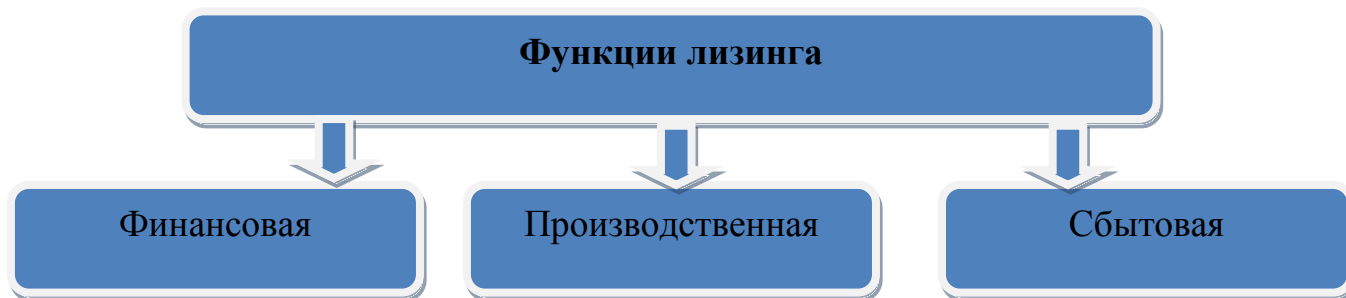 Функции лизинга
Финансовая
Производственная
Сбытовая